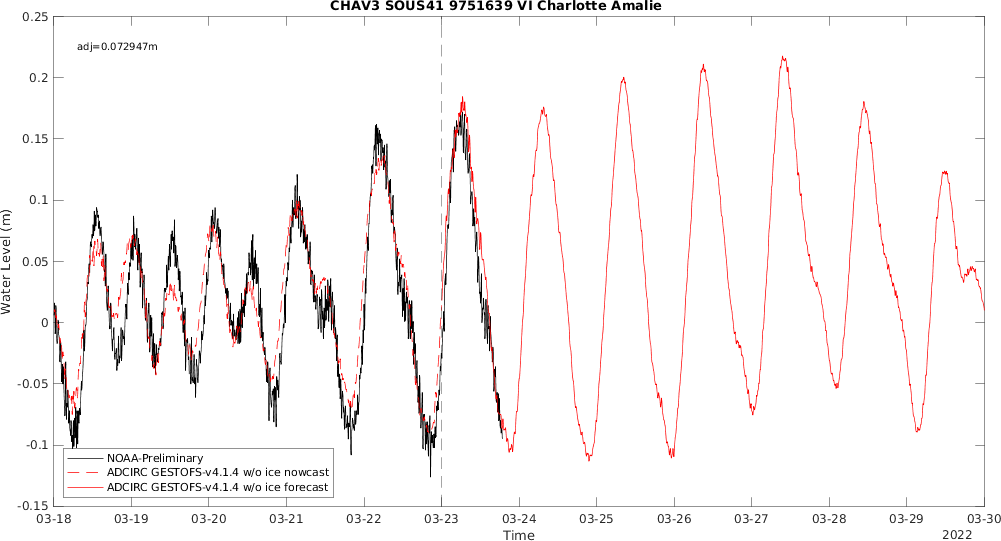 CHAV3 SOUS41 9751639 VI Charlotte Amalie
adj=0.072947m
0.25
0.2
0.15
0.1
0.05
0
-0.05
-0.1
-0.15
Water Level (m)
NOAA-Preliminary
ADCIRC GESTOFS-v4.1.4 w/o ice nowcast
ADCIRC GESTOFS-v4.1.4 w/o ice forecast
03-18 03-19 03-20 03-21 03-22 03-23 03-24 03-25 03-26 03-27 03-28 03-29 03-30
Time
2022